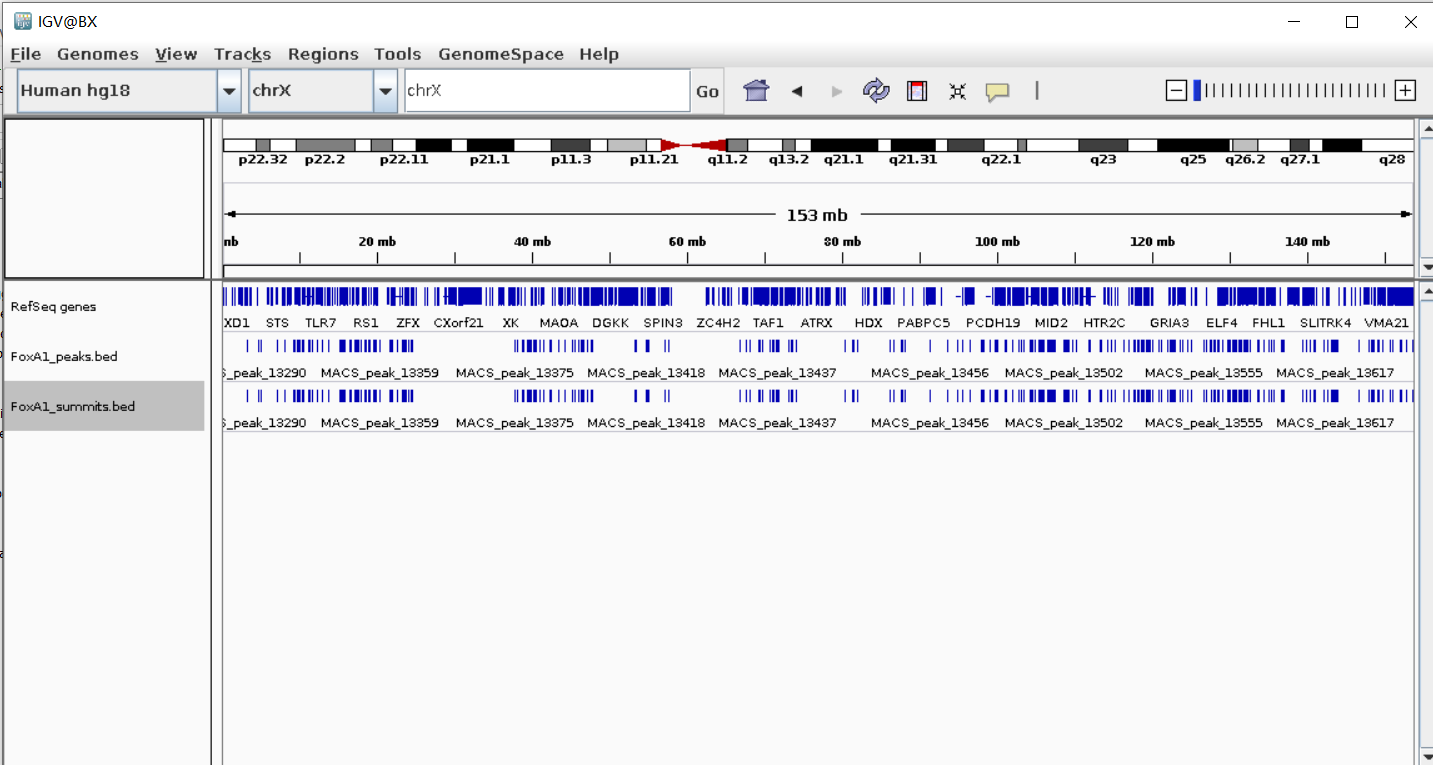 IGV@BX
File Genomes View Tracks Regions Tools GenomeSpace Help
Human hg18 chrX chrX Go
p22.32 p22.2 p22.11 p21.1 p11.3 p11.21 q11.2 q13.2 q21.1 q21.31 q22.1 q23 q25 q26.2 q27.1 q28
153 mb
mb 20 mb 40 mb 60 mb 80 mb 100 mb 120 mb 140 mb
RefSeq genes
XD1 STS TLR7 RS1 ZFX CXorf21 XK MAOA DGKK SPIN3 ZC4H2 TAF1 ATRX HDX PABPC5 PCDH19 MID2 HTR2C GRIA3 ELF4 FHL1 SLITRK4 VMA21
FoxA1_peaks.bed
S_peak_13290 MACS_peak_13359 MACS_peak_13375 MACS_peak_13418 MACS_peak_13437 MACS_peak_13456 MACS_peak_13502 MACS_peak_13555 MACS_peak_13617
FoxA1_summits.bed
S_peak_13290 MACS_peak_13359 MACS_peak_13375 MACS_peak_13418 MACS_peak_13437 MACS_peak_13456 MACS_peak_13502 MACS_peak_13555 MACS_peak_13617